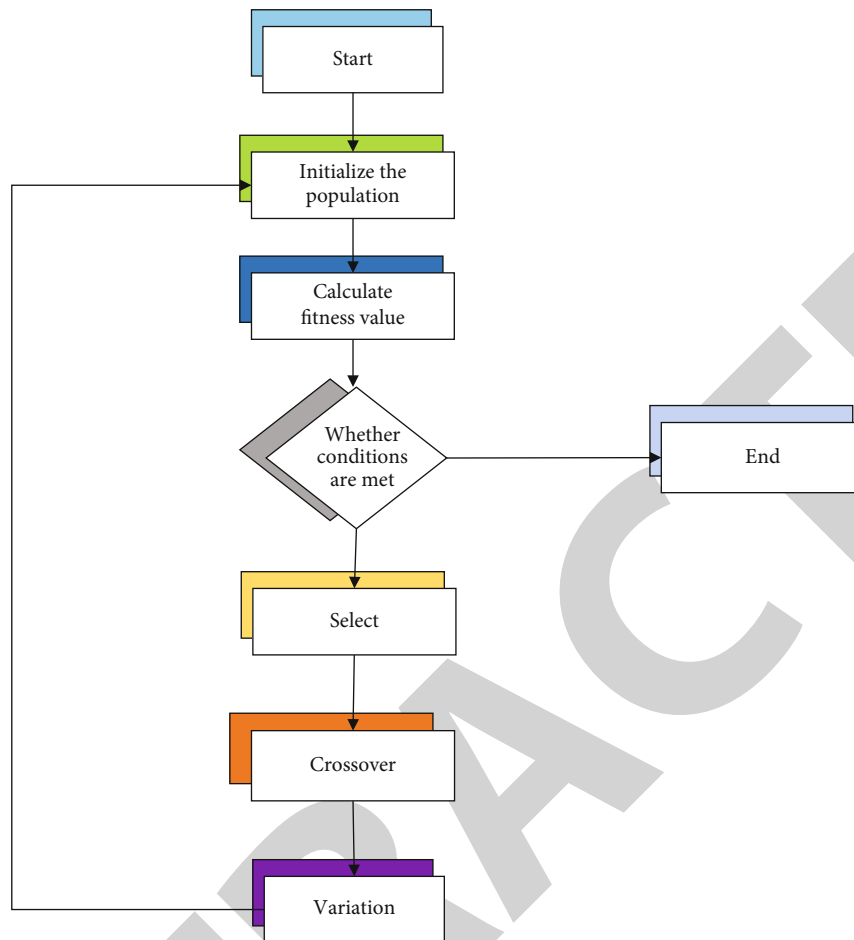 Start
Initialize the
population
Calculate
fitness value
Whether
conditions
are met
End
Select
Crossover
Variation